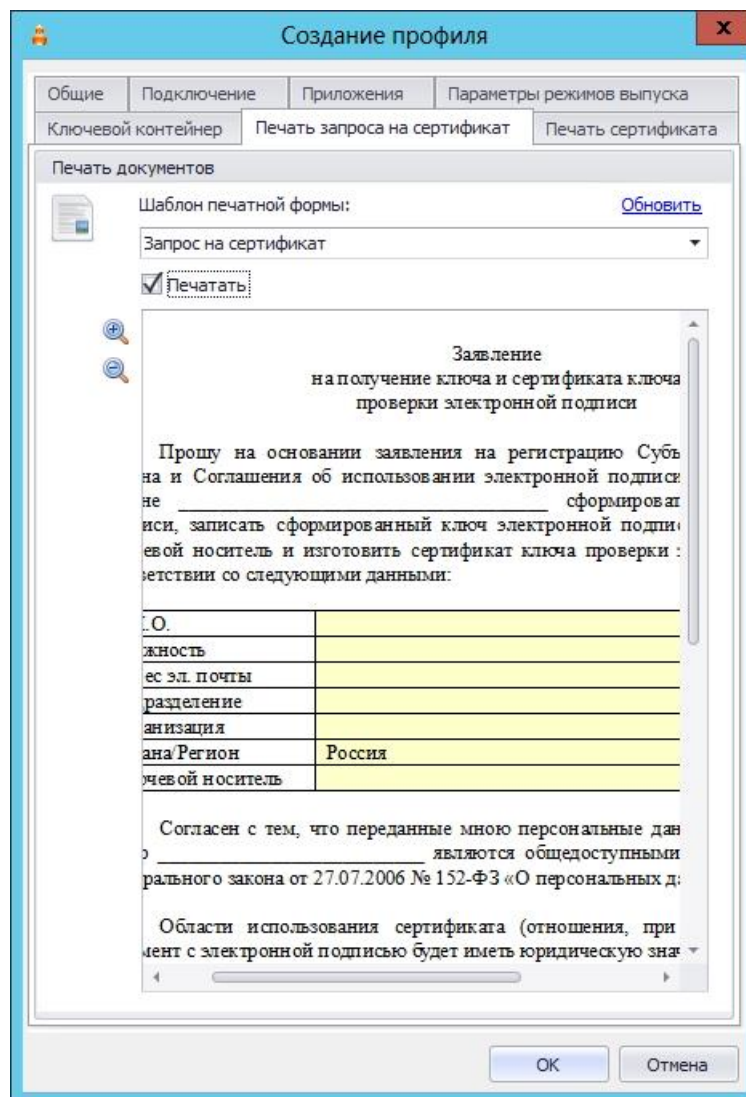 Создание профиля
x
Общие Подключение Приложения Параметры режимов выпуска
Ключевой контейнер Печать запроса на сертификат Печать сертификата
Печать документов
Шаблон печатной формы: Обновить
Запрос на сертификат
Печатать
Заявление
на получение ключа и сертификата ключа
проверки электронной подписи
Прошу на основании заявления на регистрацию Субъ
на и Соглашения об использовании электронной подписи
не ______________________________ сформироват
иси, записать сформированный ключ электронной подпи
евой носитель и изготовить сертификат ключа проверки э
ветствии со следующими данными:
.О.
жность
ес эл. почты
разделение
анизация
ана/Регион Россия
чевой носитель
Согласен с тем, что переданные мною персональные дан
о ______________________ являются общедоступными
рального закона от 27.07.2006 № 152-ФЗ «О персональных да
Области использования сертификата (отношения, при
мент с электронной подписью будет иметь юридическую знач
OK Отмена